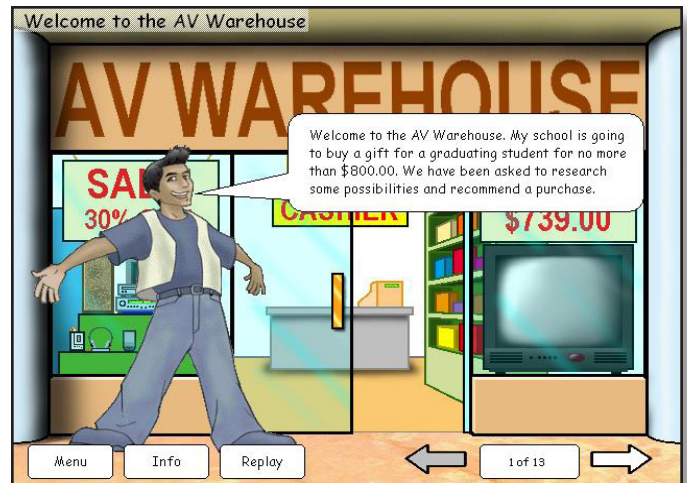 Welcome to the AV Warehouse
AV WAREHOUSE
Welcome to the AV Warehouse. My school is going
to buy a gift for a graduating student for no more
than $800.00. We have been asked to research
some possibilities and recommend a purchase.
30%
CASHIER
$739.00
Menu
Info
Replay
1 of 13